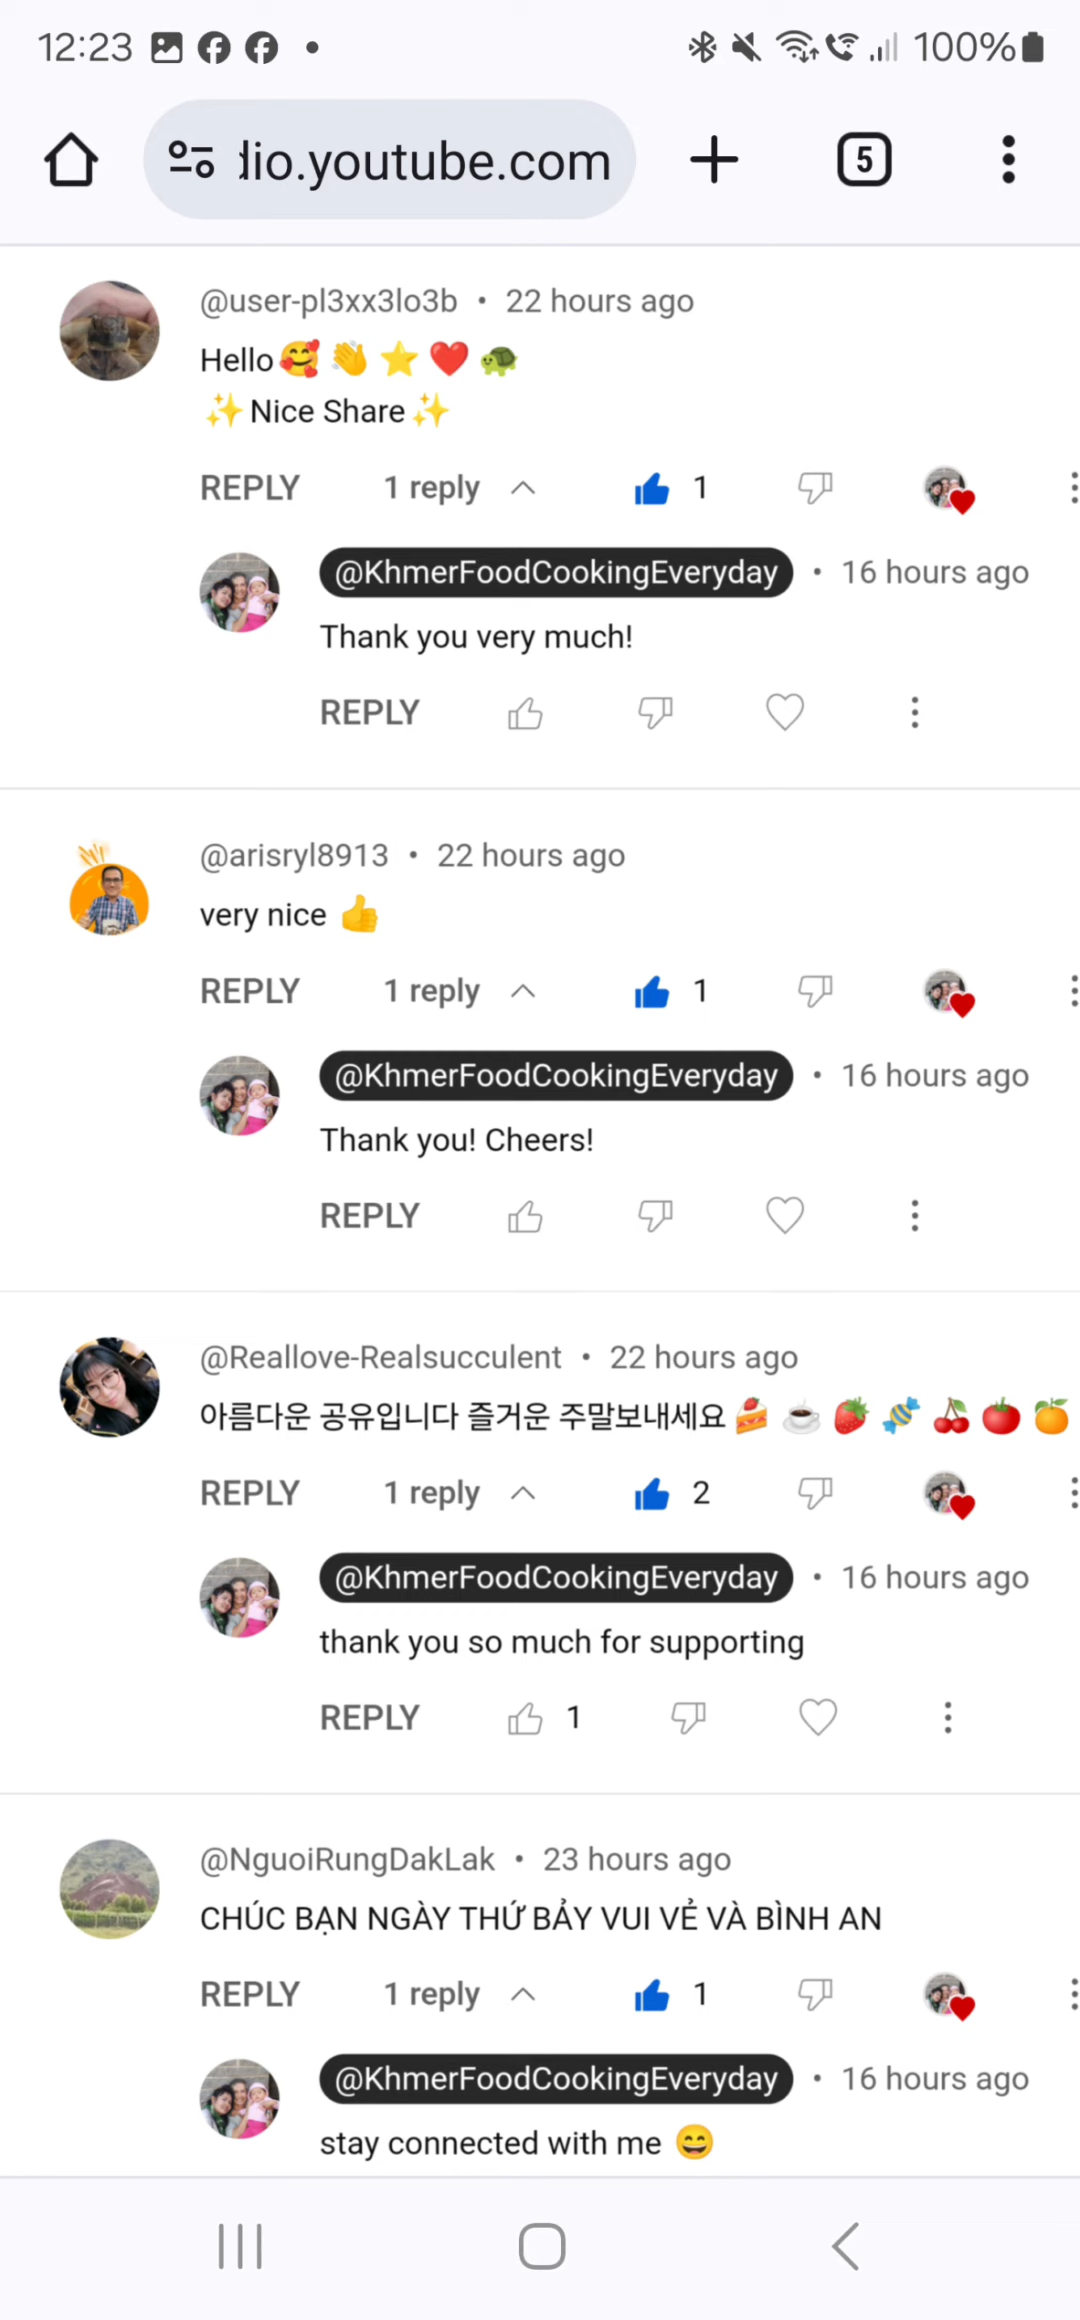 12:23 100%
lio.youtube.com 5
@user-pl3xx3lo3b • 22 hours ago
Hello🥰👋⭐❤️🐢
✨Nice Share✨
REPLY 1 reply 1
@KhmerFoodCookingEveryday • 16 hours ago
Thank you very much!
REPLY
@arisryl8913 • 22 hours ago
very nice 👍
REPLY 1 reply 1
@KhmerFoodCookingEveryday • 16 hours ago
Thank you! Cheers!
REPLY
@Reallove-Realsucculent • 22 hours ago
아름다운 공유입니다 즐거운 주말보내세요🍰☕🍓🍬🍒🍅🍊
REPLY 1 reply 2
@KhmerFoodCookingEveryday • 16 hours ago
thank you so much for supporting
REPLY 1
@NguoiRungDakLak • 23 hours ago
CHÚC BẠN NGÀY THỨ BẢY VUI VẺ VÀ BÌNH AN
REPLY 1 reply 1
@KhmerFoodCookingEveryday • 16 hours ago
stay connected with me 😄